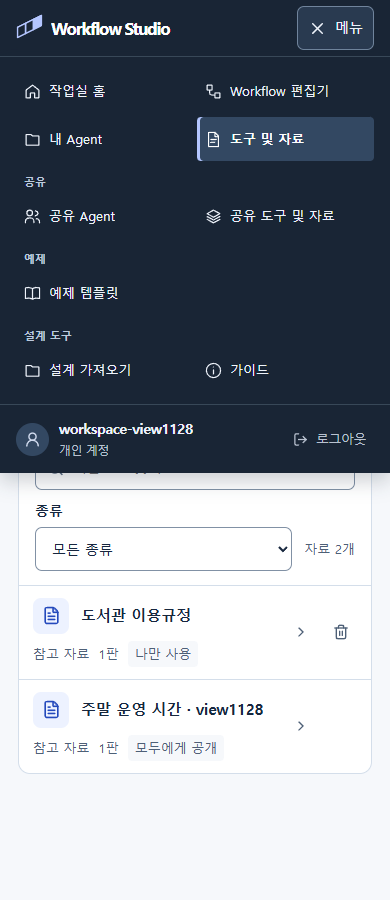 Workflow Studio
메뉴
작업실 홈
Workflow 편집기
내 Agent
도구 및 자료
공유
공유 Agent
공유 도구 및 자료
예제
예제 템플릿
설계 도구
설계 가져오기
가이드
workspace-view1128
개인 계정
로그아웃
종류
모든 종류
자료 2개
도서관 이용규정
참고 자료 1판 나만 사용
주말 운영 시간 · view1128
참고 자료 1판 모두에게 공개